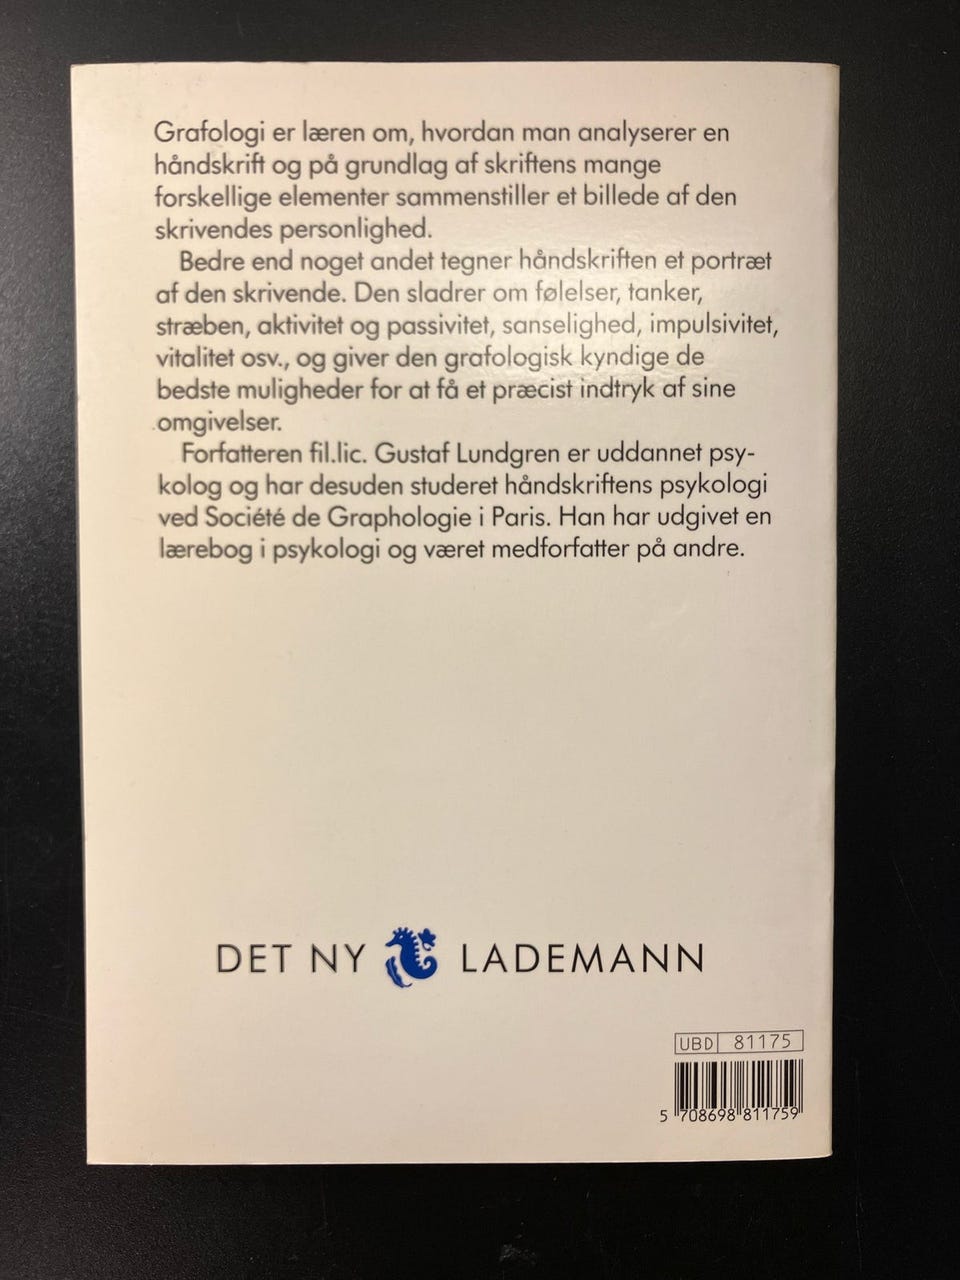 Grafologi er læren om, hvordan man analyserer en
håndskrift og på grundlag af skriftens mange
forskellige elementer sammenstiller et billede af den
skrivendes personlighed.
Bedre end noget andet tegner håndskriften et portræt
af den skrivende. Den sladrer om følelser, tanker,
stræben, aktivitet og passivitet, sanselighed, impulsivitet,
vitalitet osv., og giver den grafologisk kyndige de
bedste muligheder for at få et præcist indtryk af sine
omgivelser.
Forfatteren fil.lic. Gustaf Lundgren er uddannet psy-
kolog og har desuden studeret håndskriftens psykologi
ved Société de Graphologie i Paris. Han har udgivet en
lærebog i psykologi og været medforfatter på andre.
DET NY LADEMANN
UBD 81175
5 708698 811759